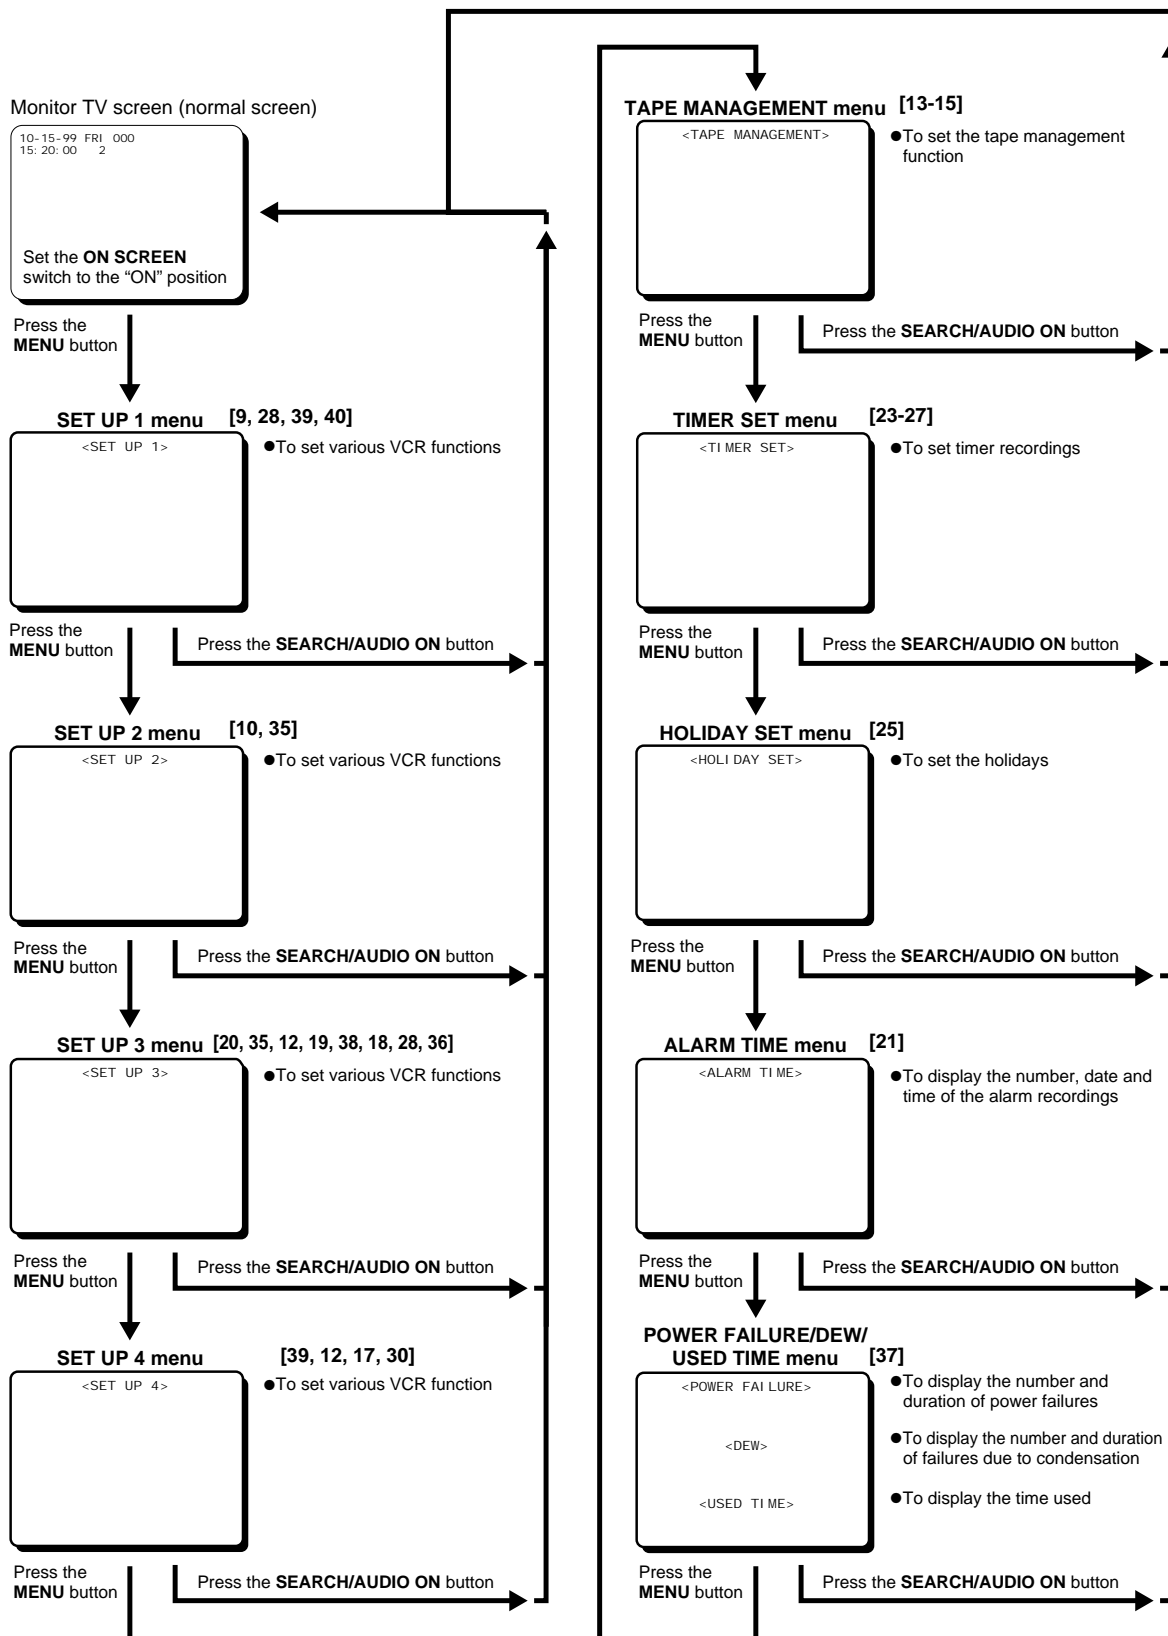 Monitor TV screen (normal screen)
10-15-99 FRI 000
15:20:00 2
Set the ON SCREEN
switch to the “ON” position
Press the
MENU button
SET UP 1 menu [9, 28, 39, 40]
<SET UP 1>
●To set various VCR functions
Press the
MENU button
Press the SEARCH/AUDIO ON button
SET UP 2 menu [10, 35]
<SET UP 2>
●To set various VCR functions
Press the
MENU button
Press the SEARCH/AUDIO ON button
SET UP 3 menu [20, 35, 12, 19, 38, 18, 28, 36]
<SET UP 3>
●To set various VCR functions
Press the
MENU button
Press the SEARCH/AUDIO ON button
SET UP 4 menu [39, 12, 17, 30]
<SET UP 4>
●To set various VCR function
Press the
MENU button
Press the SEARCH/AUDIO ON button
TAPE MANAGEMENT menu [13-15]
<TAPE MANAGEMENT>
●To set the tape management
function
Press the
MENU button
Press the SEARCH/AUDIO ON button
TIMER SET menu [23-27]
<TIMER SET>
●To set timer recordings
Press the
MENU button
Press the SEARCH/AUDIO ON button
HOLIDAY SET menu [25]
<HOLIDAY SET>
●To set the holidays
Press the
MENU button
Press the SEARCH/AUDIO ON button
ALARM TIME menu [21]
<ALARM TIME>
●To display the number, date and
time of the alarm recordings
Press the
MENU button
Press the SEARCH/AUDIO ON button
POWER FAILURE/DEW/
USED TIME menu [37]
<POWER FAILURE>
●To display the number and
duration of power failures
<DEW>
●To display the number and duration
of failures due to condensation
<USED TIME>
●To display the time used
Press the
MENU button
Press the SEARCH/AUDIO ON button